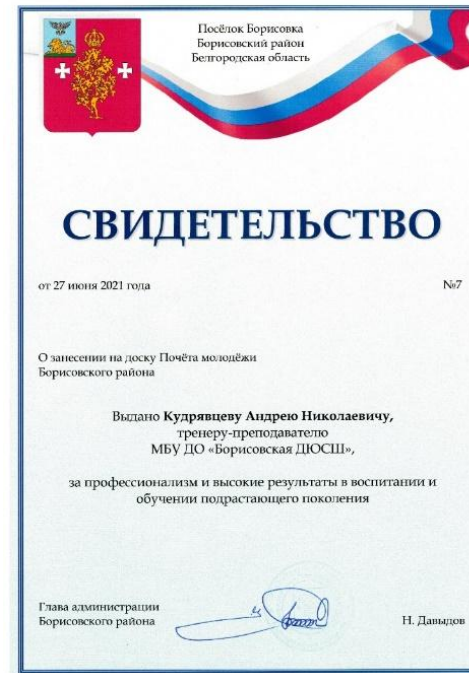 Посёлок Борисовка
Борисовский район
Белгородская область
СВИДЕТЕЛЬСТВО
от 27 июня 2021 года №7
О занесении на доску Почёта молодёжи
Борисовского района
Выдано Кудрявцеву Андрею Николаевичу,
тренеру-преподавателю
МБУ ДО «Борисовская ДЮСШ»,
за профессионализм и высокие результаты в воспитании и
обучении подрастающего поколения
Глава администрации
Борисовского района Н. Давыдов